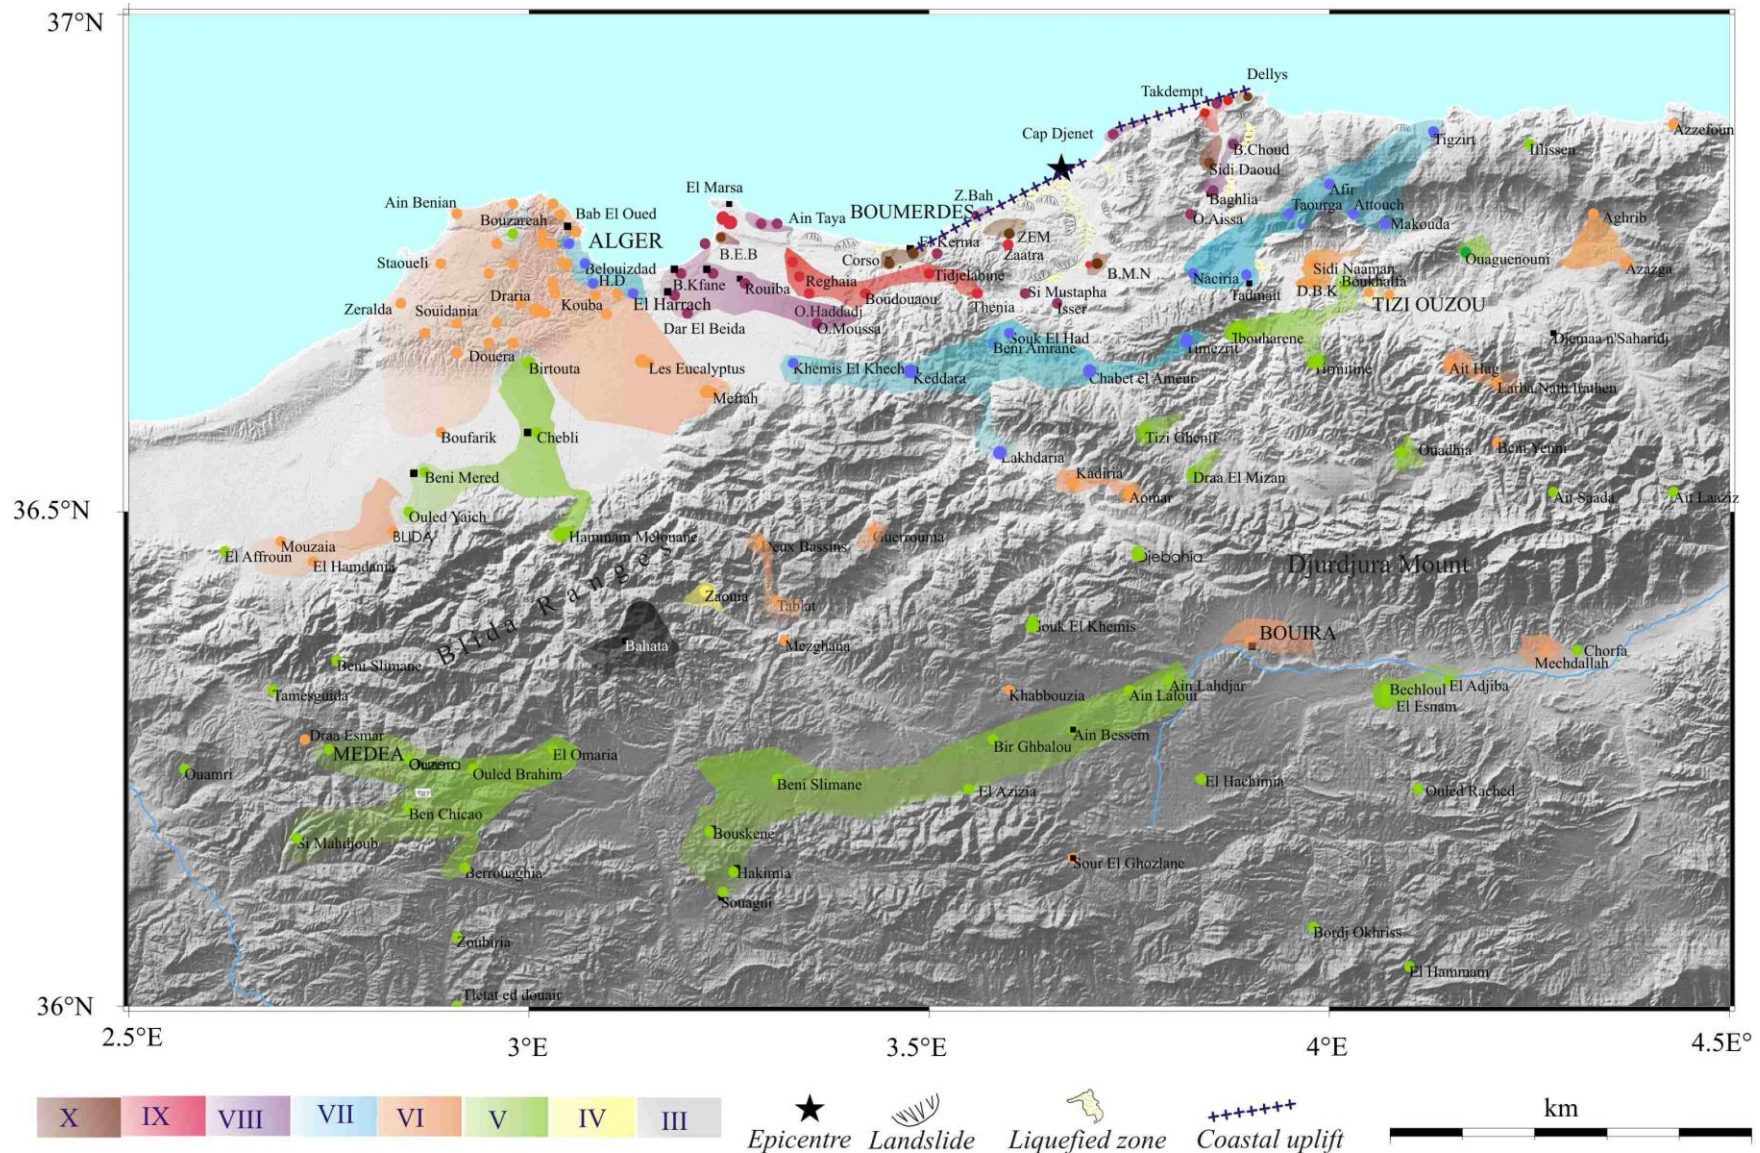 37°N
Dellys
Takdempt
Cap Djenet
Azzefoun
Tigzirt
Iflissen
B.Choud
Sidi Daoud
El Marsa
Afir
Baghlia
Z.Bah
Ain Benian
Bab El Oued
Ain Taya
BOUMERDES
O.Aissa
Taourga
Attouch
Aghrib
Bouzareah
ALGER
Makouda
ZEM
El Kerma
Zaatra
B.E.B
Corso
B.M.N
Ouaguenouni
Staoueli
Belouizdad
Sidi Naaman
Azazga
Tidjelabine
Naciria
H.D
B.Kfane
Rouiba
Reghaia
Boukhalfa
D.B.K
Draria
Si Mustapha
Tadmait
Boudouaou
Kouba
El Harrach
Zeralda
Souidania
Thenia
Isser
TIZI OUZOU
O.Haddadj
Dar El Beida
O.Moussa
Souk El Had
Ibouharene
Djemaa n'Saharidj
Timezrit
Beni Amrane
Douera
Birtouta
Les Eucalyptus
Khemis El Khech
Keddara
Chabet el Ameur
Tirmitine
Ait Hag
Larba Nath Irathen
Meftah
Boufarik
Chebli
Tizi Gheniff
Beni Yenni
Ouadhia
Lakhdaria
Beni Mered
Kadiria
Draa El Mizan
Aomar
Ait Saada
Ait Laaziz
36.5°N
Ouled Yaich
BLIDA
Hammam Melouane
Guerrouma
Mouzaia
Deux Bassins
El Affroun
Djebahia
El Hamdania
Djurdjura Mount
Blida Ranges
Zaouia
Tablat
Souk El Khemis
BOUIRA
Bahata
Mezghana
Chorfa
Mechdallah
Beni Slimane
El Adjiba
Ain Lahdjar
Tamesguida
Khabbouzia
Ain Laloui
Bechloul
El Esnam
Draa Esmar
Ain Bessem
MEDEA
Bir Ghbalou
El Omaria
Ouamri
Ouled Brahim
Beni Slimane
El Hachimia
El Azizia
Ouled Rached
Ben Chicao
Bouskene
Si Mahdjoub
Sour El Ghozlane
Berrouaghia
Hakimia
Souagui
Bordj Okhriss
Zoubiria
El Hammam
Tletat ed douair
36°N
2.5°E
3°E
3.5°E
4°E
4.5E°
X
IX
VIII
VII
VI
V
IV
III
km
Epicentre
Landslide
Liquefied zone
Coastal uplift